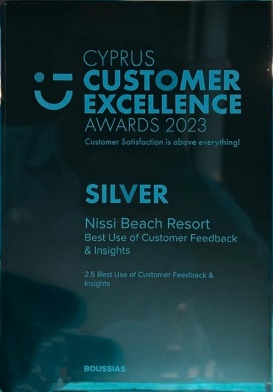 CYPRUS
CUSTOMER
EXCELLENCE
AWARDS 2023
Customer Satisfaction is above everything!
SILVER
Nissi Beach Resort
Best Use of Customer Feedback
& Insights
2.5 Best Use of Customer Feedback &
Insights
BOUSSIAS